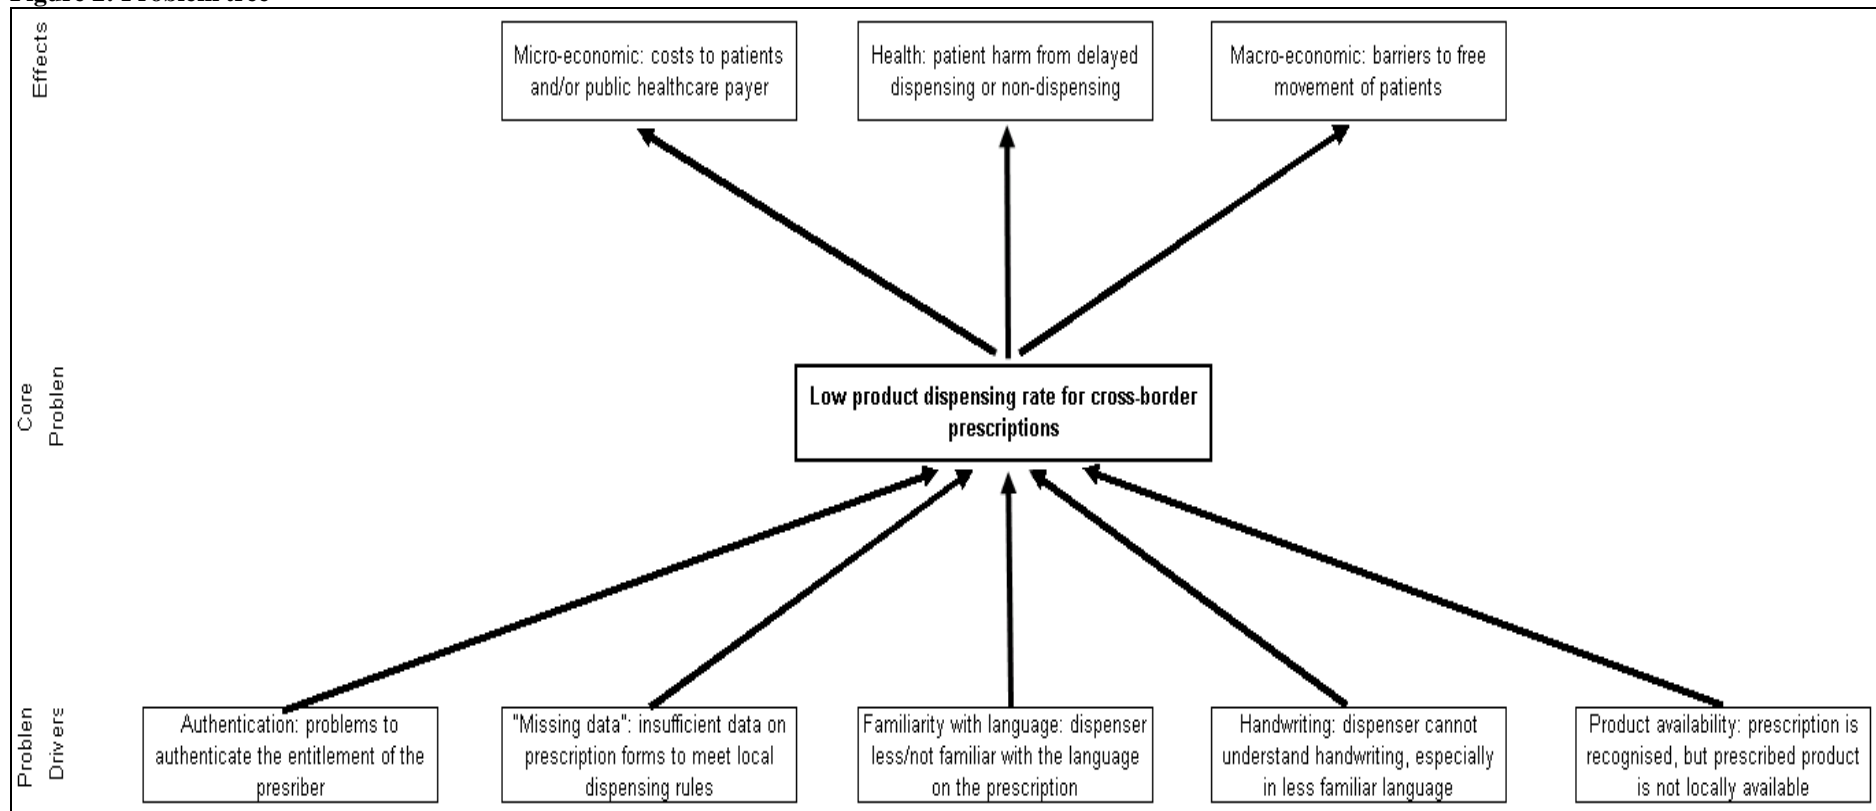 Effects
Micro-economic: costs to patients
and/or public healthcare payer
Health: patient harm from delayed
dispensing or non-dispensing
Macro-economic: barriers to free
movement of patients
Core
Problen
Low product dispensing rate for cross-border
prescriptions
Problen
Drivers
Authentication: problems to
authenticate the entitlement of the
presriber
"Missing data": insufficient data on
prescription forms to meet local
dispensing rules
Familiarity with language: dispenser
less/not familiar with the language
on the prescription
Handwriting: dispenser cannot
understand handwriting, especially
in less familiar language
Product availability: prescription is
recognised, but prescribed product
is not locally available